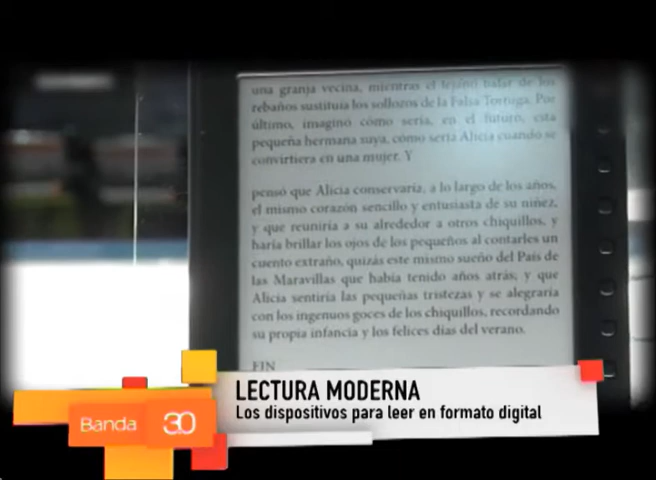 una granja vecina, mientras el lejano balar de los
rebaños sustituía los sollozos de la Falsa Tortuga. Por
último, imaginó cómo sería, en el futuro, esta
pequeña hermana suya, cómo sería Alicia cuando se
convirtiera en una mujer. Y
pensó que Alicia conservaría, a lo largo de los años,
el mismo corazón sencillo y entusiasta de su niñez,
y que reuniría a su alrededor a otros chiquillos, y
haría brillar los ojos de los pequeños al contarles un
cuento extraño, quizás este mismo sueño del País de
las Maravillas que había tenido años atrás; y que
Alicia sentiría las pequeñas tristezas y se alegraría
con los ingenuos goces de los chiquillos, recordando
su propia infancia y los felices días del verano.
FIN
LECTURA MODERNA
Los dispositivos para leer en formato digital
Banda 3.0